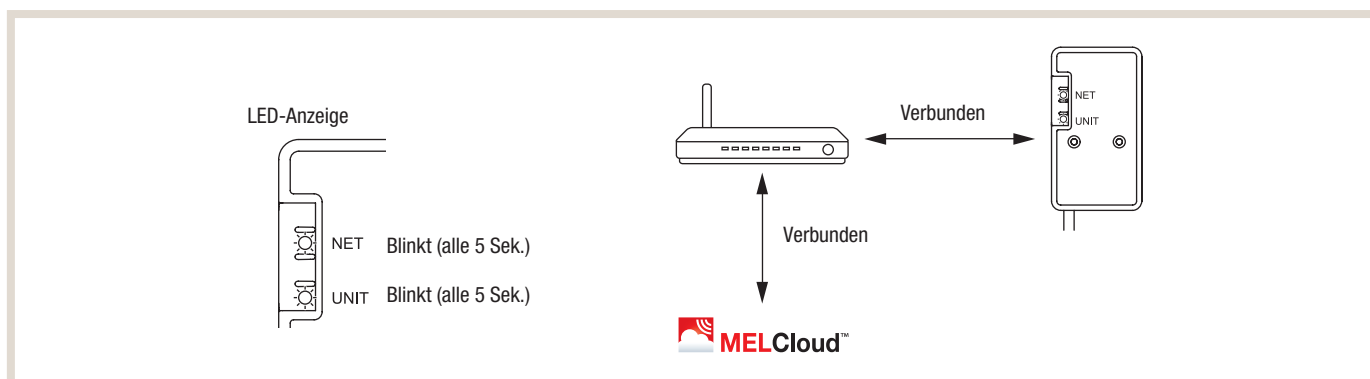 LED-Anzeige
NET Blinkt (alle 5 Sek.)
UNIT Blinkt (alle 5 Sek.)
Verbunden
NET
UNIT
Verbunden
MELCloud™